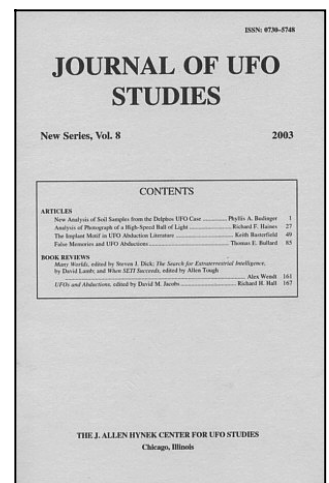 ISSN: 0730-5748
JOURNAL OF UFO
STUDIES
New Series, Vol. 8 2003
CONTENTS
ARTICLES
New Analysis of Soil Samples from the Delphos UFO Case Phyllis A. Budinger 1
Analysis of Photograph of a High-Speed Ball of Light Richard F. Haines 27
The Implant Motif in UFO Abduction Literature Keith Basterfield 49
False Memories and UFO Abductions Thomas E. Bullard 85
BOOK REVIEWS
Many Worlds, edited by Steven J. Dick; The Search for Extraterrestrial Intelligence,
by David Lamb; and When SETI Succeeds, edited by Allen Tough
Alex Wendt 161
UFOs and Abductions, edited by David M. Jacobs Richard H. Hall 167
THE J. ALLEN HYNEK CENTER FOR UFO STUDIES
Chicago, Illinois